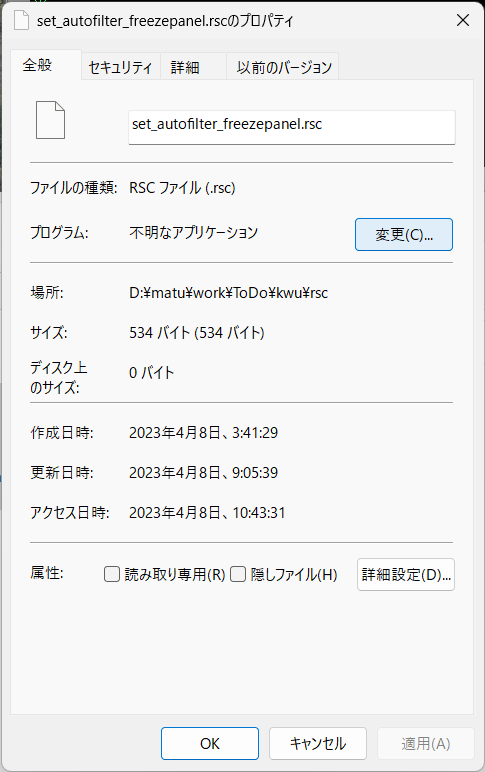 set_autofilter_freezepanel.rscのプロパティ
全般 セキュリティ 詳細 以前のバージョン
set_autofilter_freezepanel.rsc
ファイルの種類: RSC ファイル (.rsc)
プログラム: 不明なアプリケーション 変更(C)...
場所: D:¥matu¥work¥ToDo¥kwu¥rsc
サイズ: 534 バイト (534 バイト)
ディスク上
のサイズ: 0 バイト
作成日時: 2023年4月8日、3:41:29
更新日時: 2023年4月8日、9:05:39
アクセス日時: 2023年4月8日、10:43:31
属性: 読み取り専用(R) 隠しファイル(H) 詳細設定(D)...
OK キャンセル 適用(A)